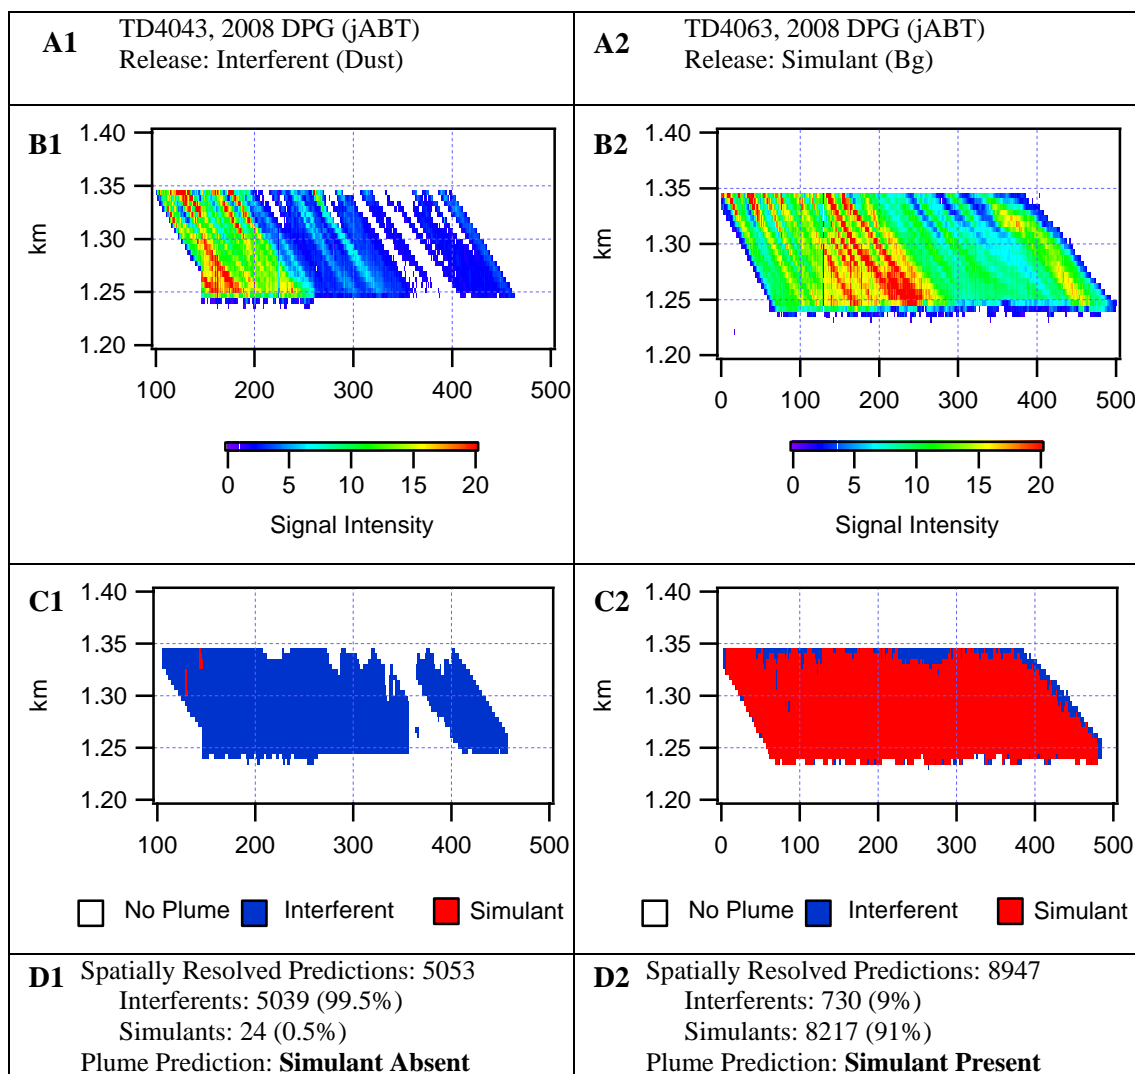 A1
TD4043, 2008 DPG (jABT)
Release: Interferent (Dust)
A2
TD4063, 2008 DPG (jABT)
Release: Simulant (Bg)
B1
1.40
1.35
1.30
1.25
1.20
km
100 200 300 400 500
0 5 10 15 20
Signal Intensity
B2
1.40
1.35
1.30
1.25
1.20
km
0 100 200 300 400 500
0 5 10 15 20
Signal Intensity
C1
1.40
1.35
1.30
1.25
1.20
km
100 200 300 400 500
No Plume Interferent Simulant
C2
1.40
1.35
1.30
1.25
1.20
km
0 100 200 300 400 500
No Plume Interferent Simulant
D1 Spatially Resolved Predictions: 5053
Interferents: 5039 (99.5%)
Simulants: 24 (0.5%)
Plume Prediction: Simulant Absent
D2 Spatially Resolved Predictions: 8947
Interferents: 730 (9%)
Simulants: 8217 (91%)
Plume Prediction: Simulant Present